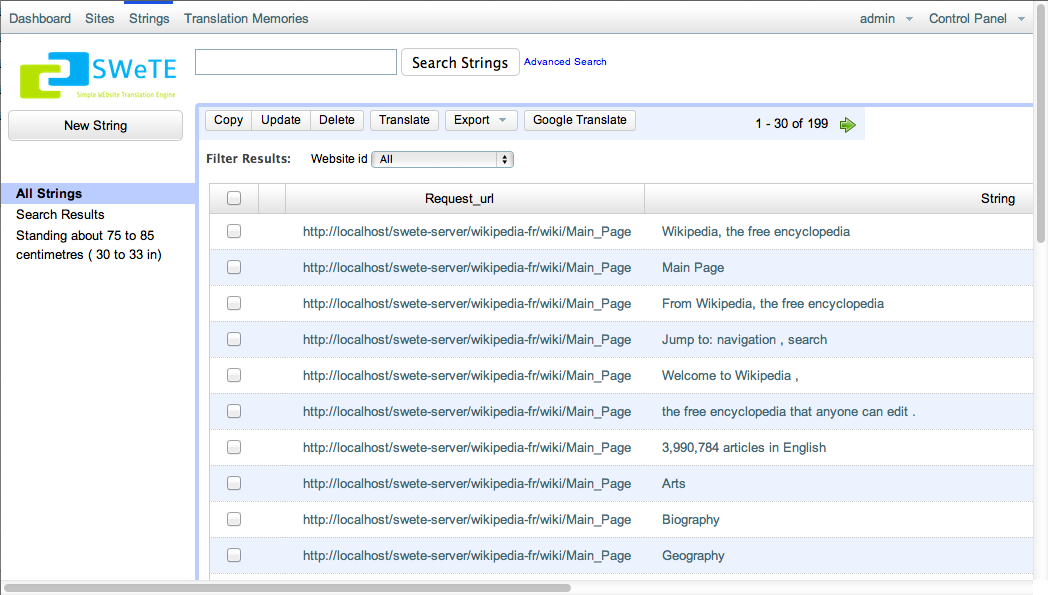 Dashboard Sites Strings Translation Memories admin Control Panel
SWeTE
Simple WEbsite Translation Engine
Search Strings Advanced Search
New String
Copy Update Delete Translate Export Google Translate 1 - 30 of 199
Filter Results: Website id All
All Strings
Search Results
Standing about 75 to 85
centimetres ( 30 to 33 in)
Request_url String
http://localhost/swete-server/wikipedia-fr/wiki/Main_Page Wikipedia, the free encyclopedia
http://localhost/swete-server/wikipedia-fr/wiki/Main_Page Main Page
http://localhost/swete-server/wikipedia-fr/wiki/Main_Page From Wikipedia, the free encyclopedia
http://localhost/swete-server/wikipedia-fr/wiki/Main_Page Jump to: navigation , search
http://localhost/swete-server/wikipedia-fr/wiki/Main_Page Welcome to Wikipedia ,
http://localhost/swete-server/wikipedia-fr/wiki/Main_Page the free encyclopedia that anyone can edit .
http://localhost/swete-server/wikipedia-fr/wiki/Main_Page 3,990,784 articles in English
http://localhost/swete-server/wikipedia-fr/wiki/Main_Page Arts
http://localhost/swete-server/wikipedia-fr/wiki/Main_Page Biography
http://localhost/swete-server/wikipedia-fr/wiki/Main_Page Geography